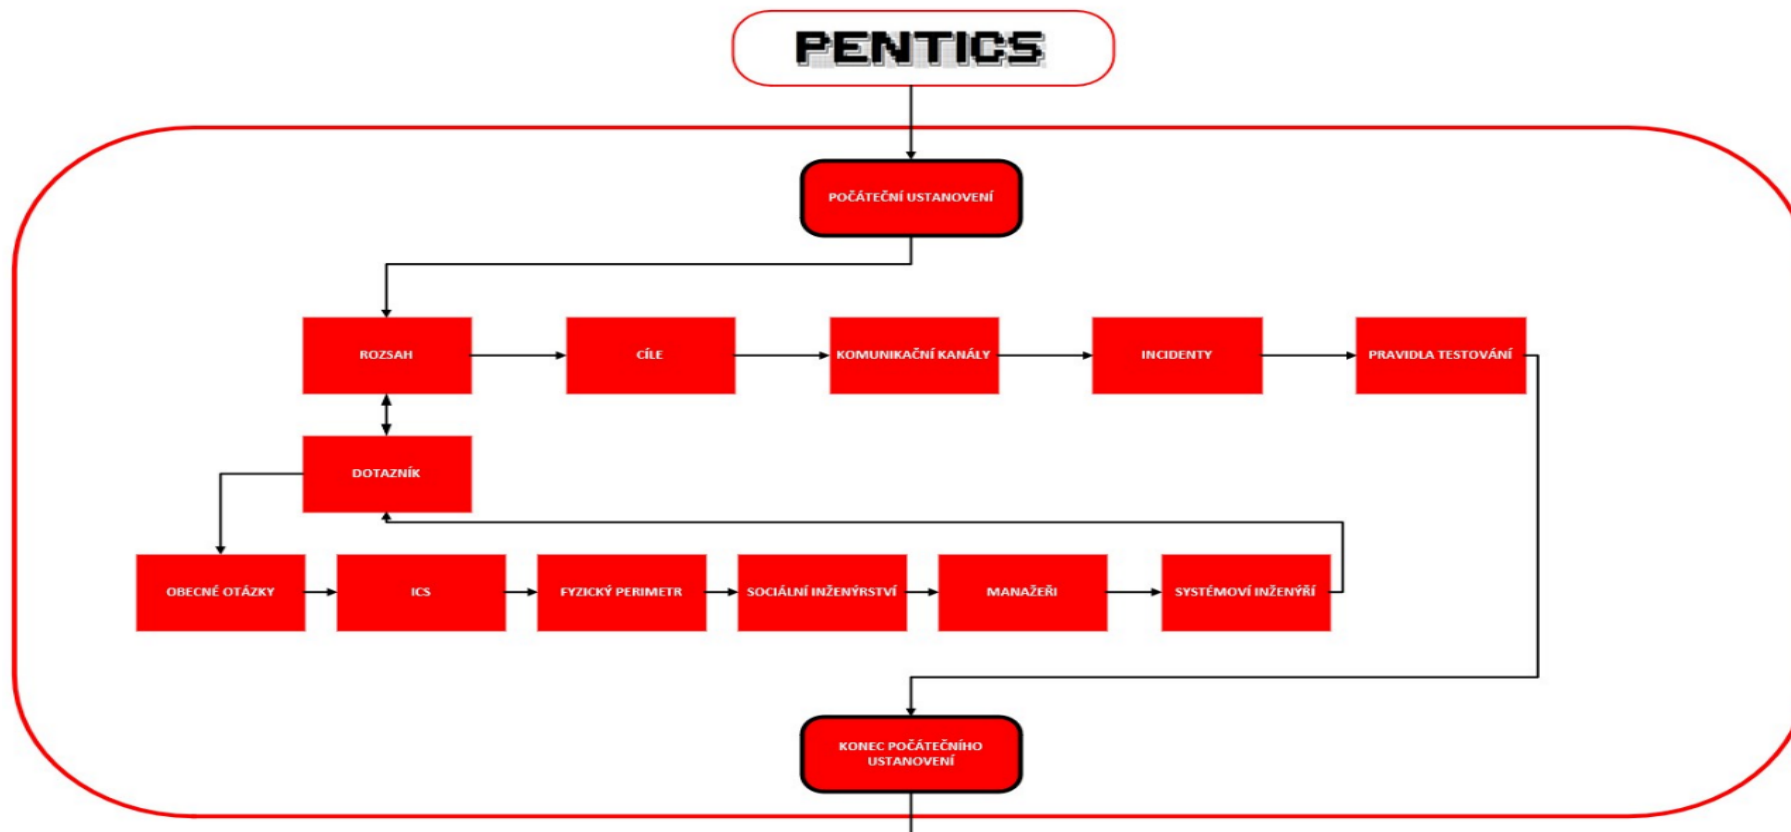 PENTICS
POČÁTEČNÍ USTANOVENÍ
ROZSAH
CÍLE
KOMUNIKAČNÍ KANÁLY
INCIDENTY
PRAVIDLA TESTOVÁNÍ
DOTAZNÍK
OBECNÉ OTÁZKY
ICS
FYZICKÝ PERIMETR
SOCIÁLNÍ INŽENÝRSTVÍ
MANAŽEŘI
SYSTÉMOVÍ INŽENÝŘÍ
KONEC POČÁTEČNÍHO
USTANOVENÍ